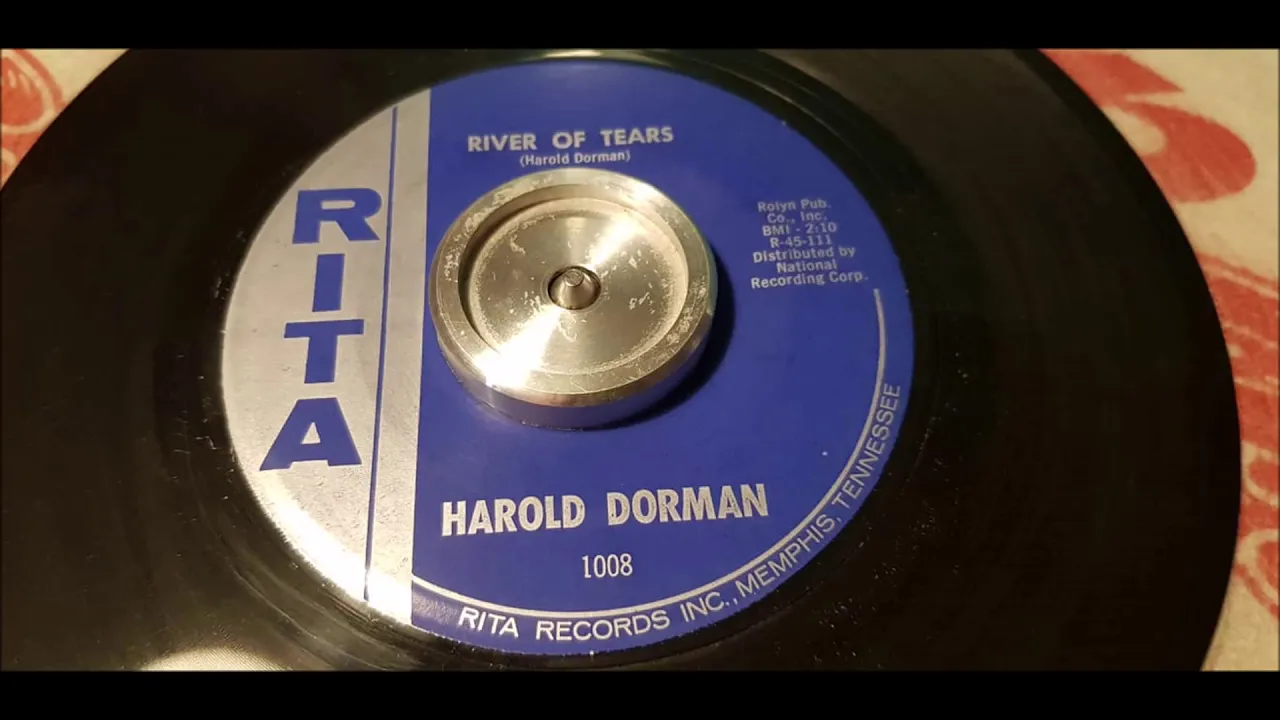 RITA
RIVER OF TEARS
(Harold Dorman)
Rolyn Pub.
Co., Inc.
BMI - 2:10
R-45-111
Distributed by
National
Recording Corp.
HAROLD DORMAN
1008
RITA RECORDS INC., MEMPHIS, TENNESSEE